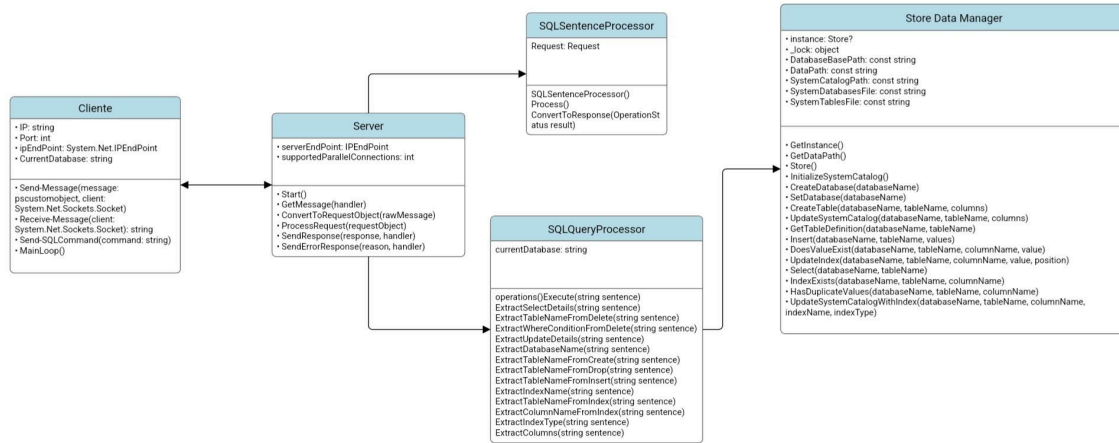 Cliente
• IP: string
• Port: int
• ipEndPoint: System.Net.IPEndPoint
• CurrentDatabase: string
• Send-Message(message:
pscustomobject, client:
System.Net.Sockets.Socket)
• Receive-Message(client:
System.Net.Sockets.Socket): string
• Send-SQLCommand(command: string)
• MainLoop()
Server
• serverEndPoint: IPEndPoint
• supportedParallelConnections: int
• Start()
• GetMessage(handler)
• ConvertToRequestObject(rawMessage)
• ProcessRequest(requestObject)
• SendResponse(response, handler)
• SendErrorResponse(reason, handler)
SQLSentenceProcessor
Request: Request
SQLSentenceProcessor()
Process()
ConvertToResponse(OperationSt
atus result)
SQLQueryProcessor
currentDatabase: string
operations()Execute(string sentence)
ExtractSelectDetails(string sentence)
ExtractTableNameFromDelete(string sentence)
ExtractWhereConditionFromDelete(string sentence)
ExtractUpdateDetails(string sentence)
ExtractDatabaseName(string sentence)
ExtractTableNameFromCreate(string sentence)
ExtractTableNameFromDrop(string sentence)
ExtractTableNameFromInsert(string sentence)
ExtractIndexName(string sentence)
ExtractTableNameFromIndex(string sentence)
ExtractColumnNameFromIndex(string sentence)
ExtractIndexType(string sentence)
ExtractColumns(string sentence)
Store Data Manager
• instance: Store?
• _lock: object
• DatabaseBasePath: const string
• DataPath: const string
• SystemCatalogPath: const string
• SystemDatabasesFile: const string
• SystemTablesFile: const string
• GetInstance()
• GetDataPath()
• Store()
• InitializeSystemCatalog()
• CreateDatabase(databaseName)
• SetDatabase(databaseName)
• CreateTable(databaseName, tableName, columns)
• UpdateSystemCatalog(databaseName, tableName, columns)
• GetTableDefinition(databaseName, tableName)
• Insert(databaseName, tableName, values)
• DoesValueExist(databaseName, tableName, columnName, value)
• UpdateIndex(databaseName, tableName, columnName, value, position)
• Select(databaseName, tableName)
• IndexExists(databaseName, tableName, columnName)
• HasDuplicateValues(databaseName, tableName, columnName)
• UpdateSystemCatalogWithIndex(databaseName, tableName, columnName,
indexName, indexType)